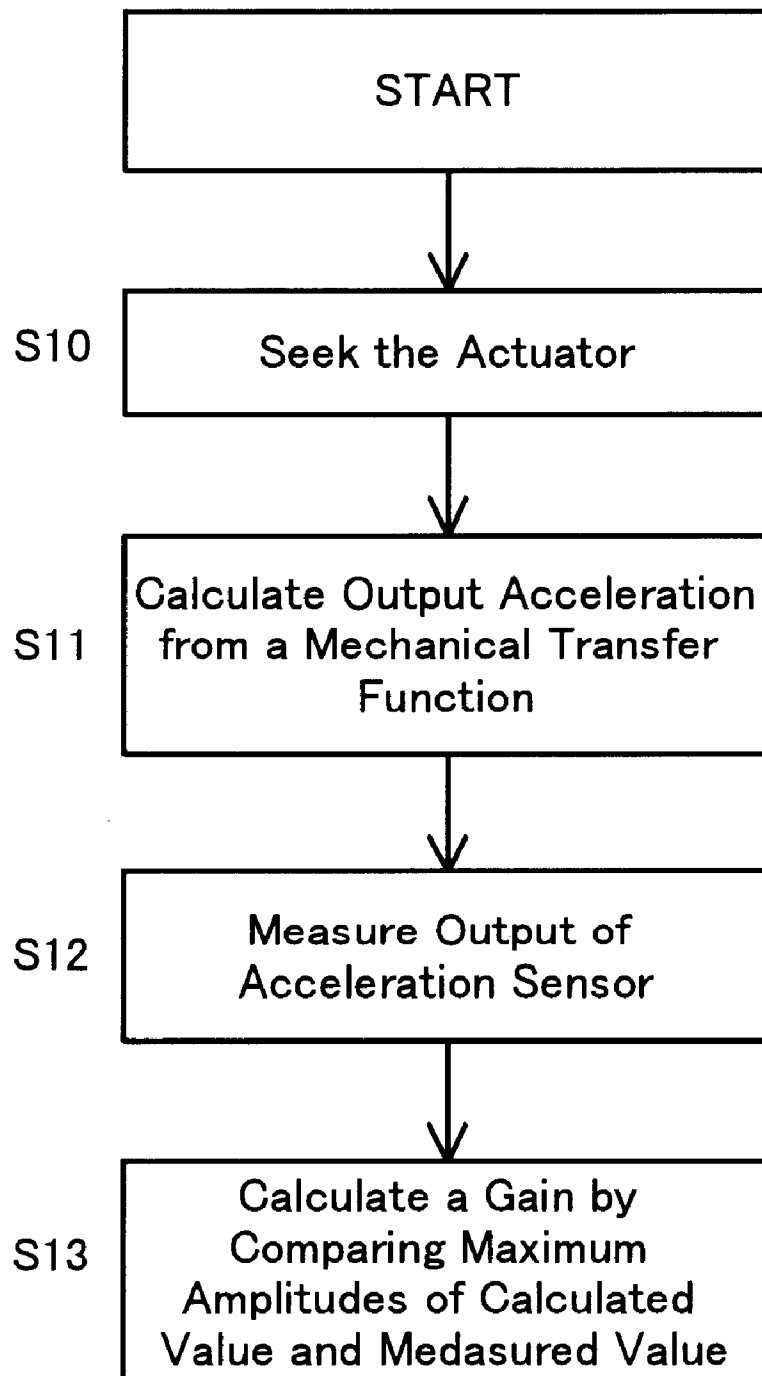 START
S10
Seek the Actuator
S11
Calculate Output Acceleration
from a Mechanical Transfer
Function
S12
Measure Output of
Acceleration Sensor
S13
Calculate a Gain by
Comparing Maximum
Amplitudes of Calculated
Value and Medasured Value